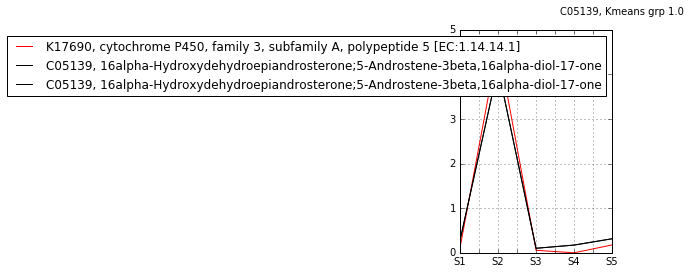 C05139, Kmeans grp 1.0
5
K17690, cytochrome P450, family 3, subfamily A, polypeptide 5 [EC:1.14.14.1]
C05139, 16alpha-Hydroxydehydroepiandrosterone;5-Androstene-3beta,16alpha-diol-17-one
C05139, 16alpha-Hydroxydehydroepiandrosterone;5-Androstene-3beta,16alpha-diol-17-one
3
2
1
0
S1 S2 S3 S4 S5